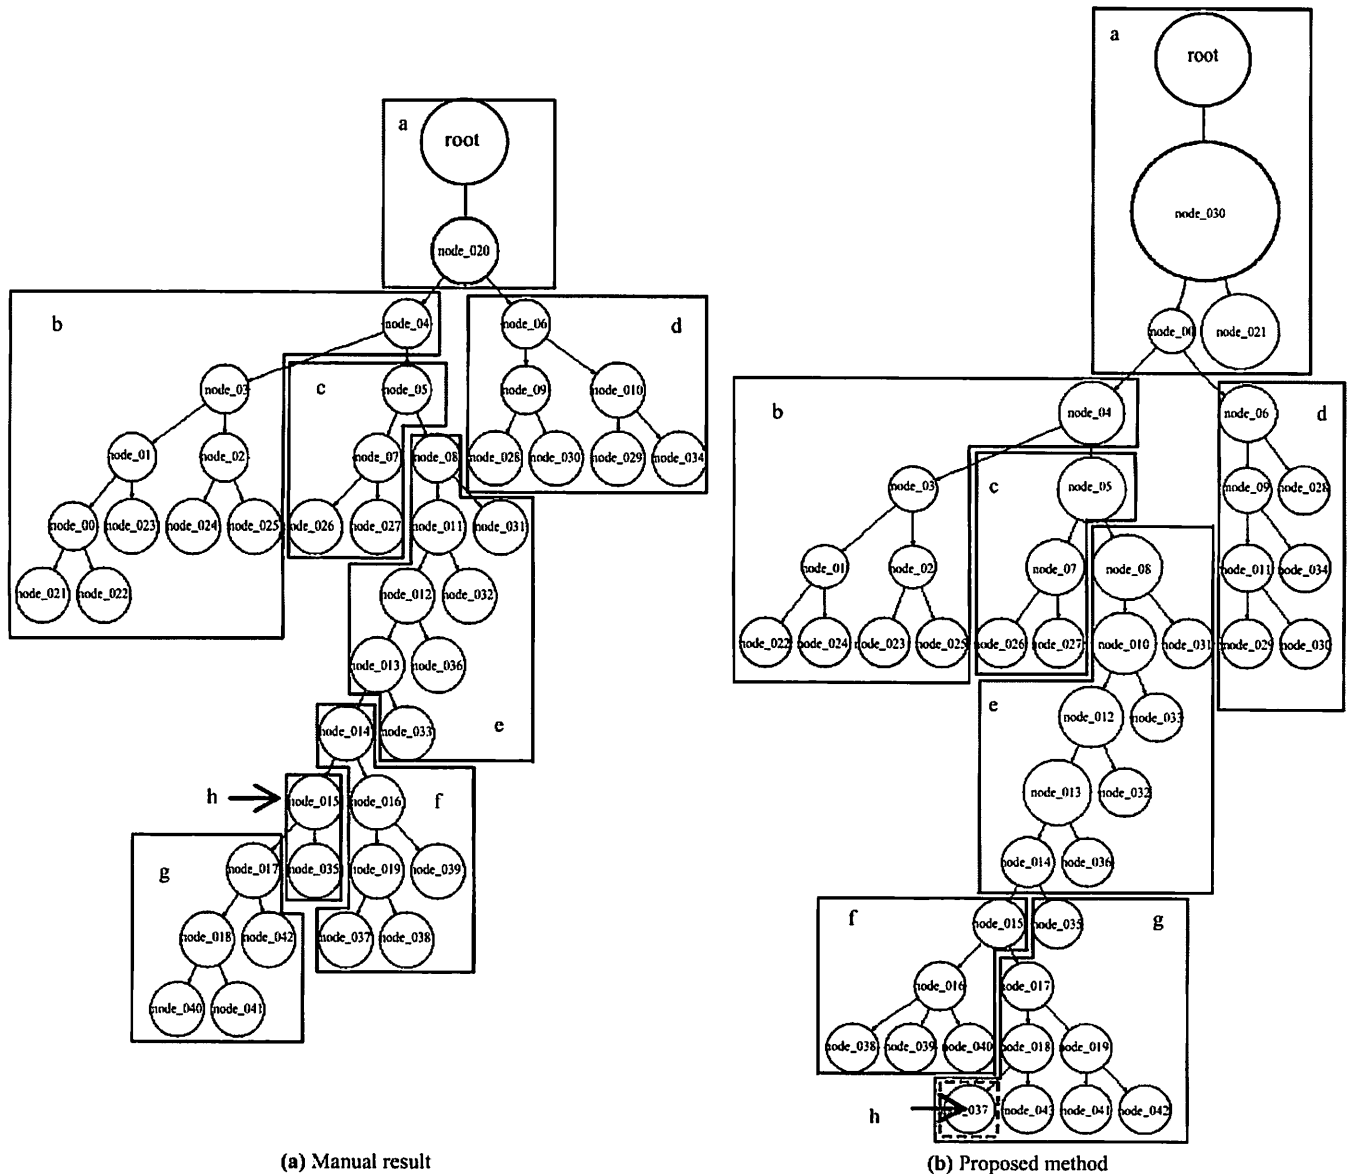 a
root
node_020
b
node_04
node_06
d
node_03
c
node_05
node_09
node_010
node_01
node_02
node_07
node_08
node_028
node_030
node_029
node_034
node_00
node_023
node_024
node_025
node_026
node_027
node_011
node_031
node_021
node_022
node_012
node_032
node_013
node_036
node_014
node_033
e
h
node_015
node_016
f
g
node_017
node_035
node_019
node_039
node_018
node_042
node_037
node_038
node_040
node_041
(a) Manual result
a
root
node_030
node_00
node_021
b
node_04
node_06
d
node_03
c
node_05
node_09
node_028
node_01
node_02
node_07
node_08
node_011
node_034
node_022
node_024
node_023
node_025
node_026
node_027
node_010
node_031
node_029
node_030
e
node_012
node_033
node_013
node_032
node_014
node_036
f
node_015
node_035
g
node_016
node_017
node_038
node_039
node_040
node_018
node_019
h
_037
node_043
node_041
node_042
(b) Proposed method